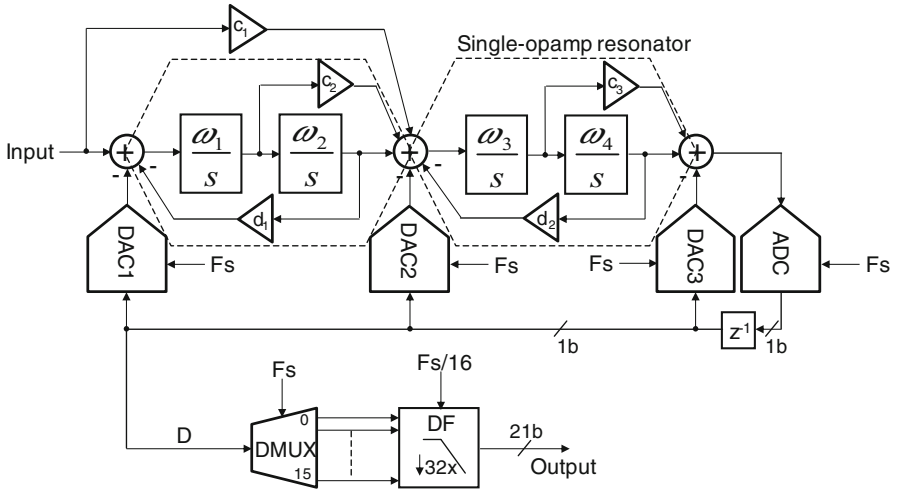 c1
Single-opamp resonator
c2
c3
ω1
s
ω2
s
ω3
s
ω4
s
Input
+
+
+
-
-
-
-
-
-
d1
d2
DAC1
Fs
DAC2
Fs
Fs
DAC3
ADC
Fs
1b
z-1
1b
Fs
Fs/16
D
DMUX
0
15
DF
↓32x
21b
Output